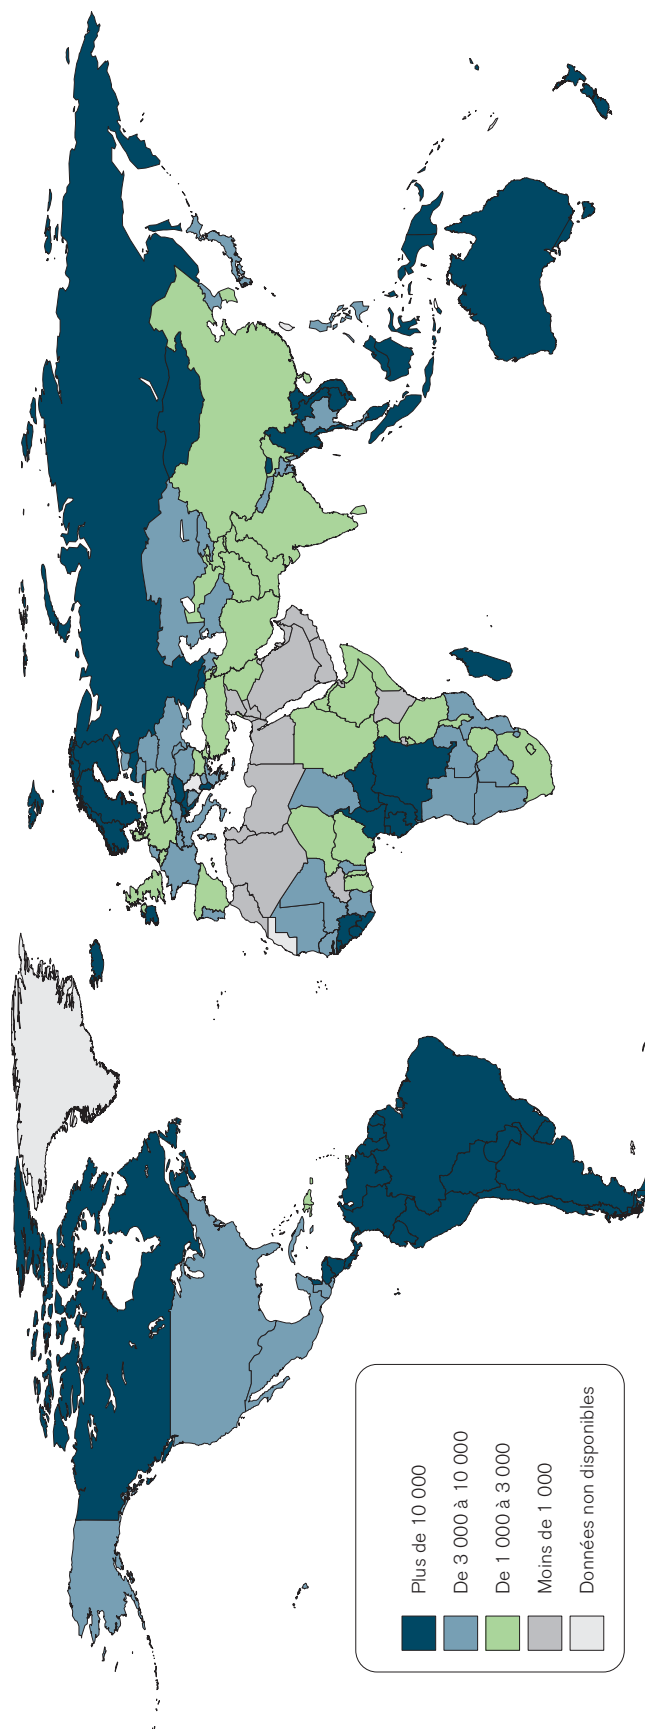 Plus de 10 000
De 3 000 à 10 000
De 1 000 à 3 000
Moins de 1 000
Données non disponibles